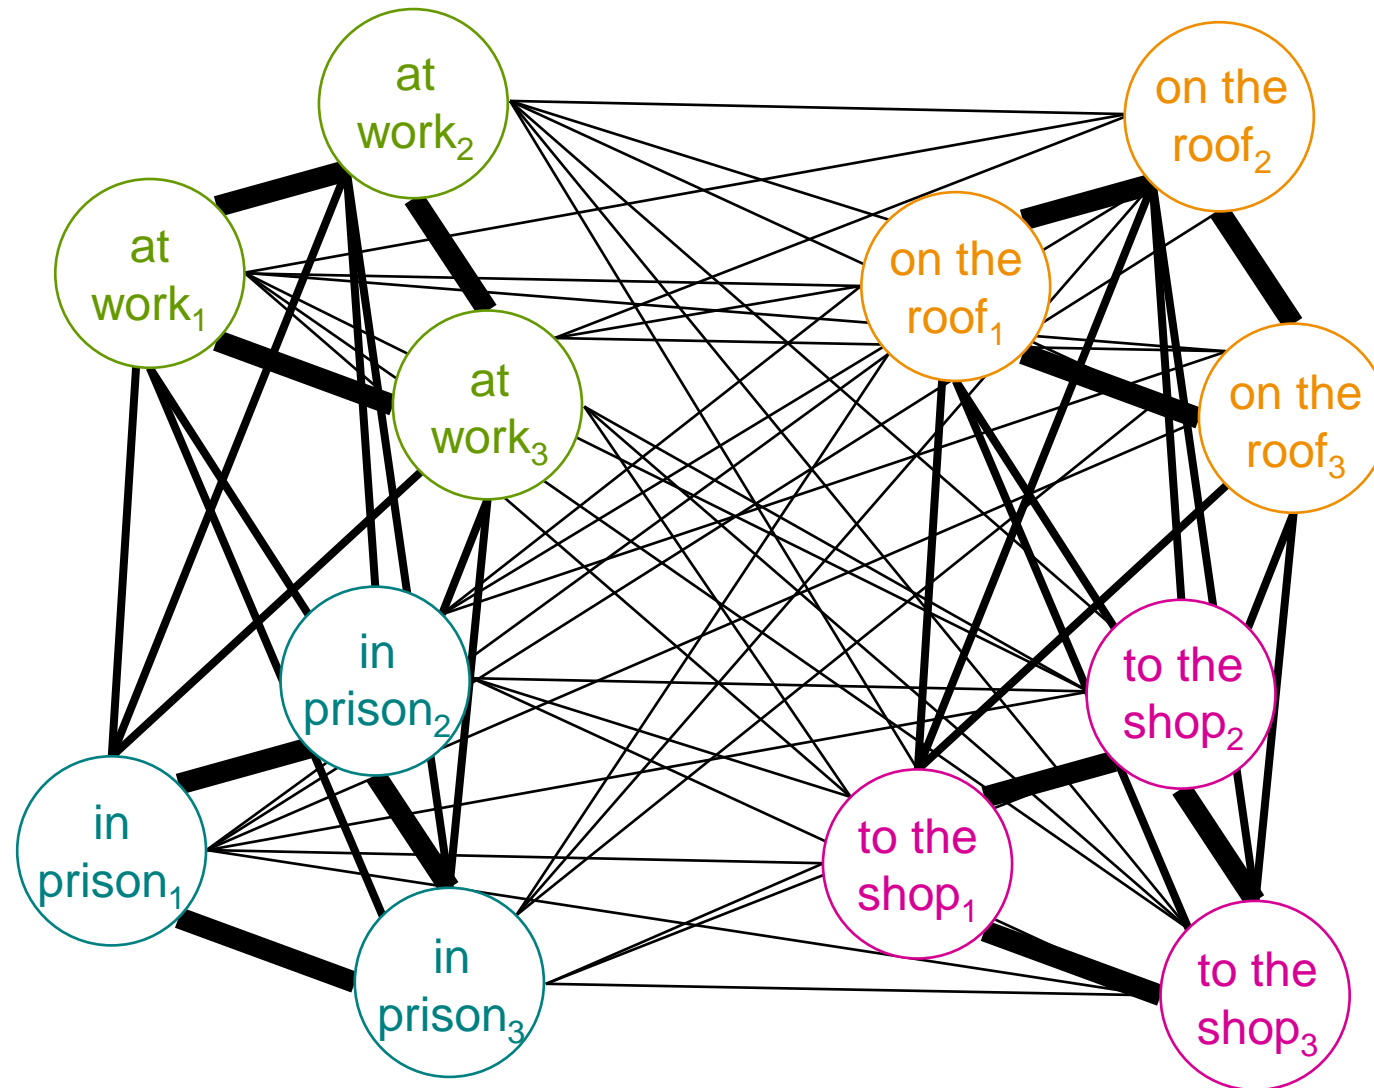 at
work₂
on the
roof₂
at
work₁
on the
roof₁
at
work₃
on the
roof₃
in
prison₂
to the
shop₂
in
prison₁
to the
shop₁
in
prison₃
to the
shop₃